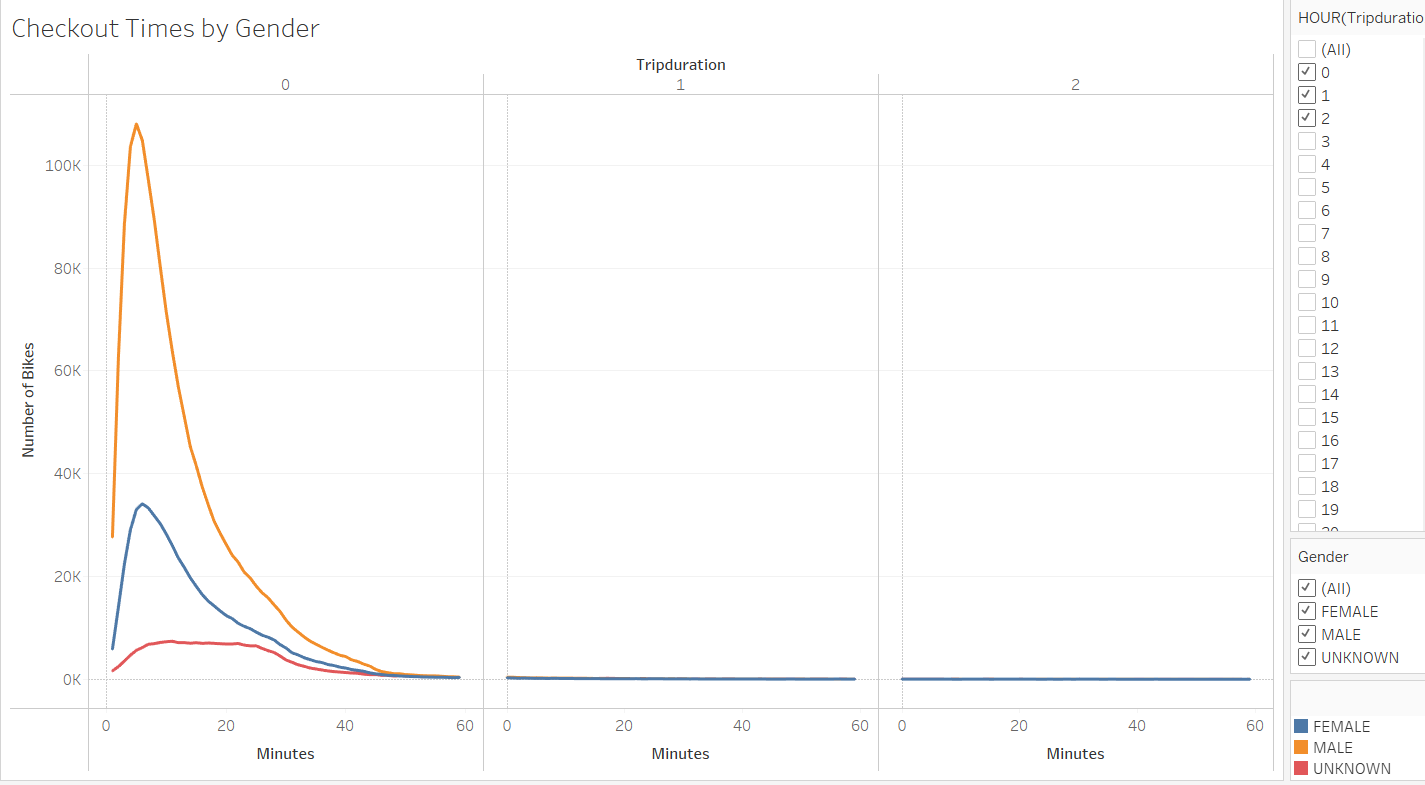 Checkout Times by Gender
Tripduration
0 1 2
100K
80K
60K
40K
20K
0K
Number of Bikes
0 20 40 60 0 20 40 60 0 20 40 60
Minutes Minutes Minutes
HOUR(Tripduratio
(All)
0
1
2
3
4
5
6
7
8
9
10
11
12
13
14
15
16
17
18
19
20
Gender
(All)
FEMALE
MALE
UNKNOWN
FEMALE
MALE
UNKNOWN